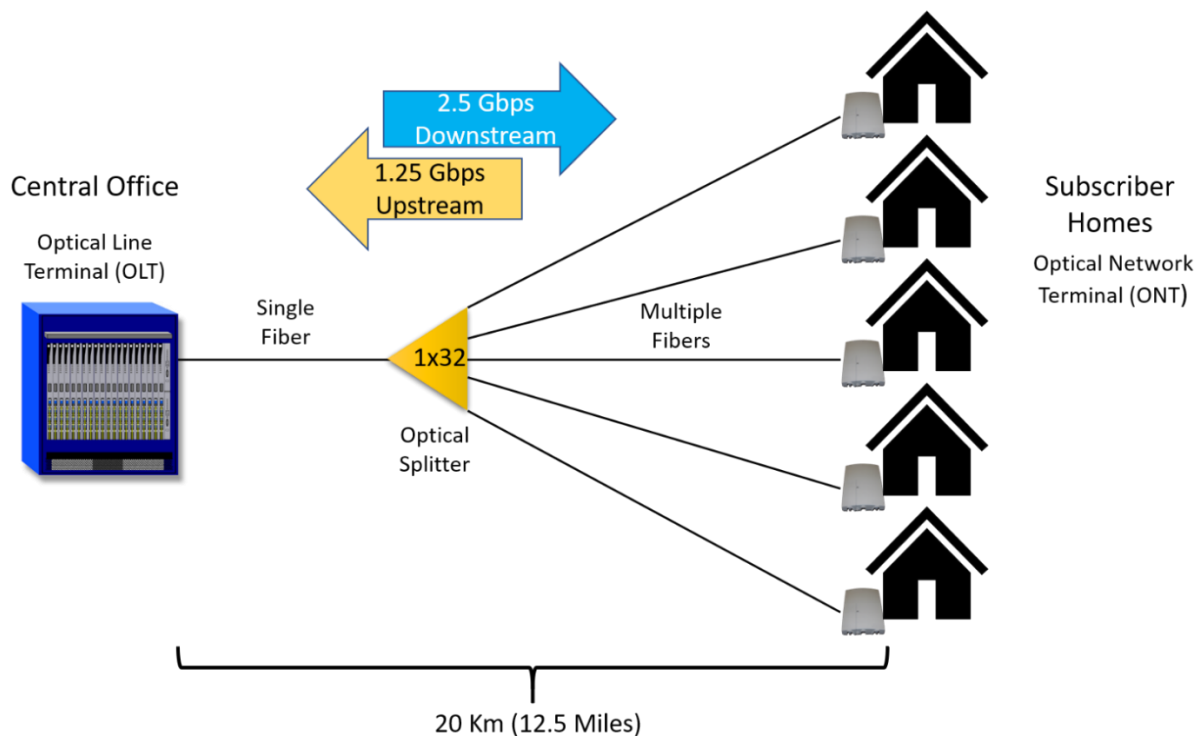 2.5 Gbps
Downstream
1.25 Gbps
Upstream
Central Office
Optical Line
Terminal (OLT)
Single
Fiber
1x32
Optical
Splitter
Multiple
Fibers
Subscriber
Homes
Optical Network
Terminal (ONT)
20 Km (12.5 Miles)